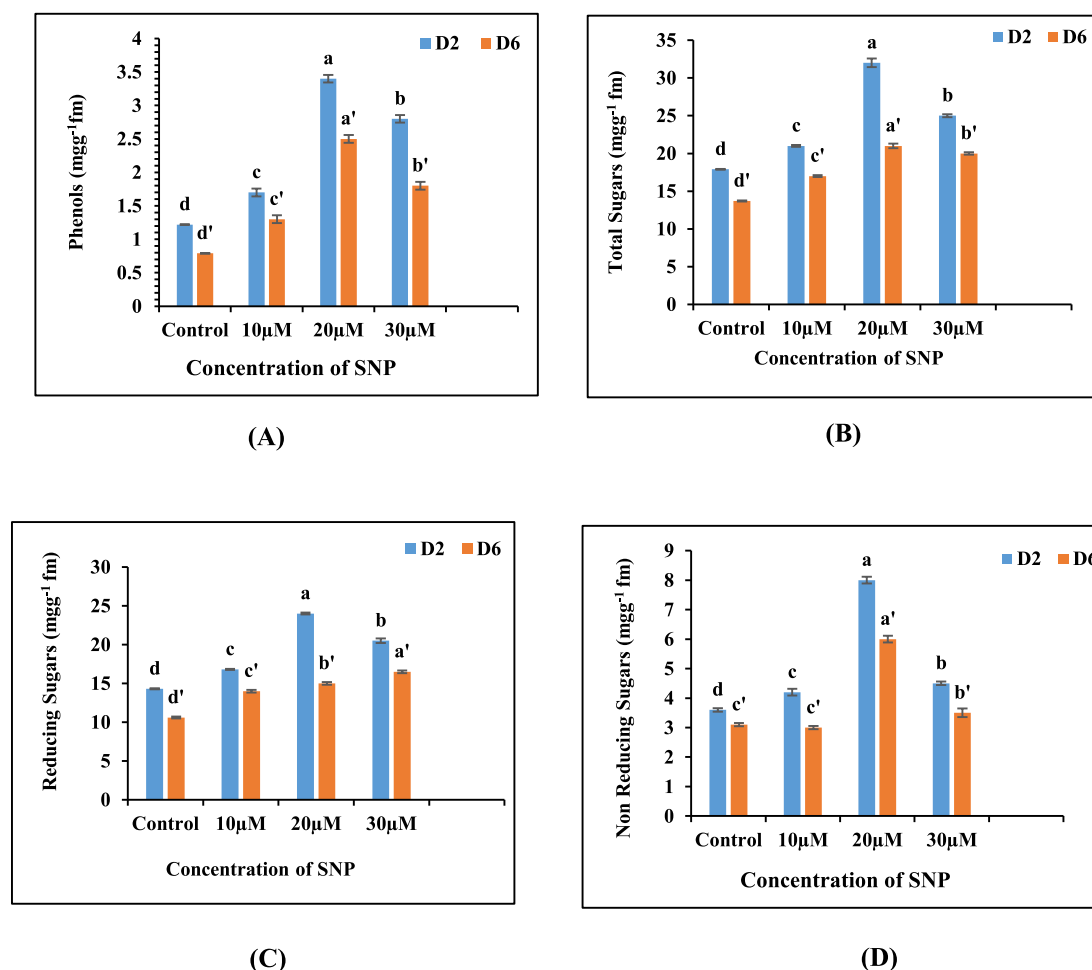 D2 D6
4
3.5
3
2.5
2
1.5
1
0.5
0
Phenols (mgg⁻¹fm)
d d' c c' a a' b b'
Control 10µM 20µM 30µM
Concentration of SNP
(A)
D2 D6
35
30
25
20
15
10
5
0
Total Sugars (mgg⁻¹ fm)
d d' c c' a a' b b'
Control 10µM 20µM 30µM
Concentration of SNP
(B)
D2 D6
30
25
20
15
10
5
0
Reducing Sugars (mgg⁻¹ fm)
d d' c c' a b' b a'
Control 10µM 20µM 30µM
Concentration of SNP
(C)
D2 D6
9
8
7
6
5
4
3
2
1
0
Non Reducing Sugars (mgg⁻¹ fm)
d c' c c' a a' b b'
Control 10µM 20µM 30µM
Concentration of SNP
(D)